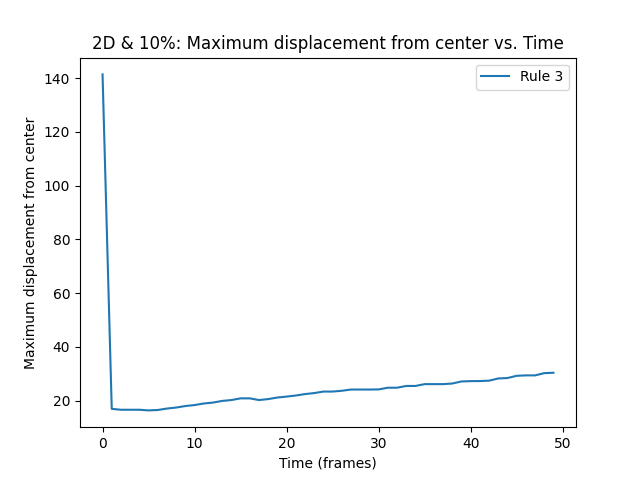 2D & 10%: Maximum displacement from center vs. Time
Rule 3
Maximum displacement from center
140
120
100
80
60
40
20
0 10 20 30 40 50
Time (frames)